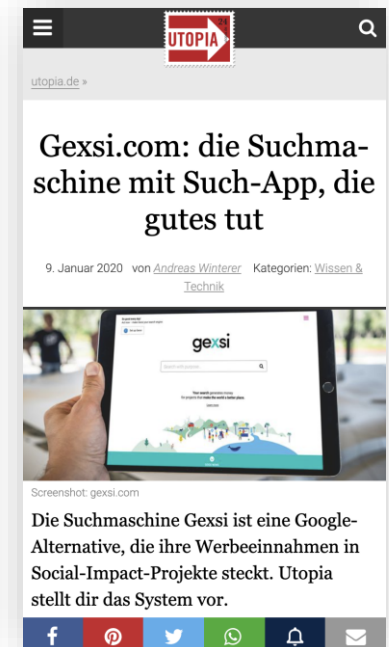 UTOPIA
utopia.de »
Gexsi.com: die Suchma-
schine mit Such-App, die
gutes tut
9. Januar 2020 von Andreas Winterer Kategorien: Wissen &
Technik
gexsi
Screenshot: gexsi.com
Die Suchmaschine Gexsi ist eine Google-
Alternative, die ihre Werbeeinnahmen in
Social-Impact-Projekte steckt. Utopia
stellt dir das System vor.